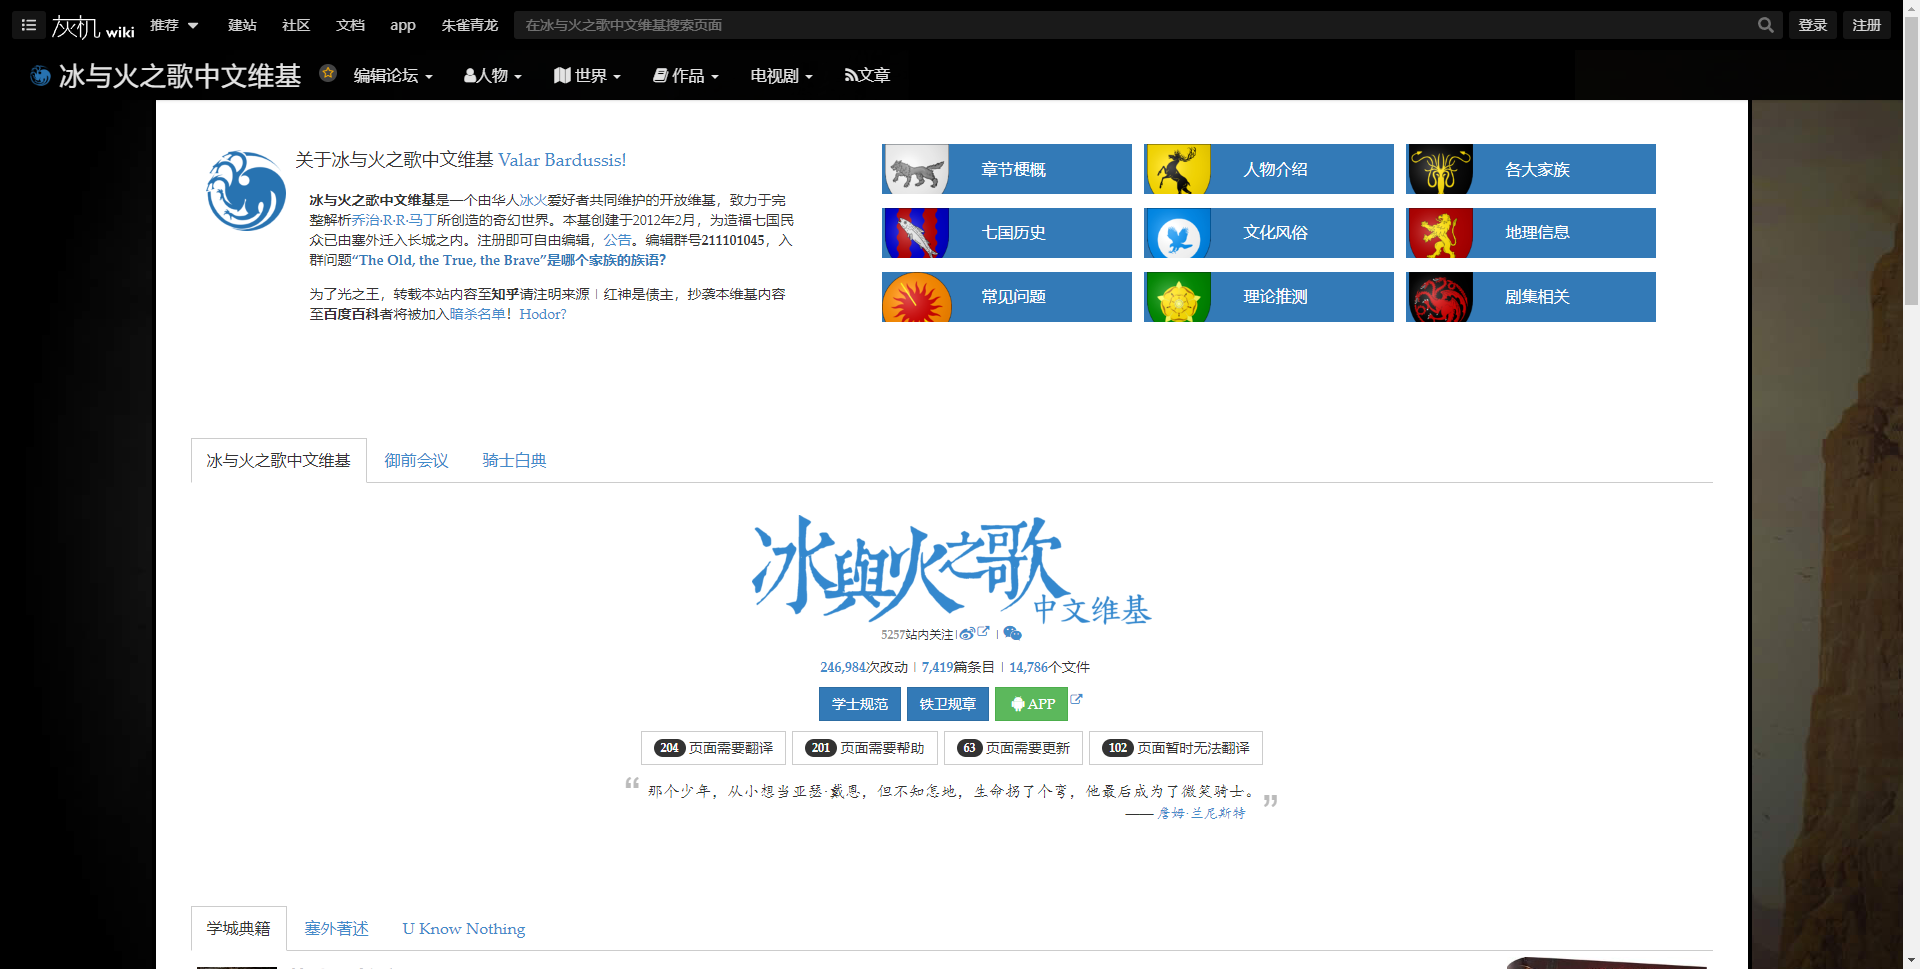 灰机wiki 推荐 建站 社区 文档 app 朱雀青龙 在冰与火之歌中文维基搜索页面 登录 注册
冰与火之歌中文维基 编辑论坛 人物 世界 作品 电视剧 文章
关于冰与火之歌中文维基 Valar Bardussis!
冰与火之歌中文维基是一个由华人冰火爱好者共同维护的开放维基，致力于完
整解析乔治·R·R·马丁所创造的奇幻世界。本基创建于2012年2月，为造福七国民
众已由塞外迁入长城之内。注册即可自由编辑，公告。编辑群号211101045，入
群问题“The Old, the True, the Brave”是哪个家族的族语？
为了光之王，转载本站内容至知乎请注明来源 | 红神是债主，抄袭本维基内容
至百度百科者将被加入暗杀名单！Hodor?
章节梗概 人物介绍 各大家族
七国历史 文化风俗 地理信息
常见问题 理论推测 剧集相关
冰与火之歌中文维基 御前会议 骑士白典
冰與火之歌
中文维基
5257站内关注 | |
246,984次改动 | 7,419篇条目 | 14,786个文件
学士规范 铁卫规章 APP
204 页面需要翻译 201 页面需要帮助 63 页面需要更新 102 页面暂时无法翻译
“ 那个少年，从小想当亚瑟·戴恩，但不知怎地，生命拐了个弯，他最后成为了微笑骑士。 ”
—— 詹姆·兰尼斯特
学城典籍 塞外著述 U Know Nothing